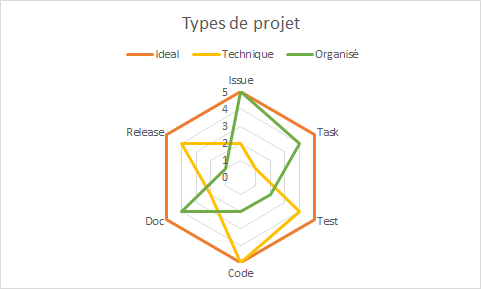 Types de projet
Ideal Technique Organisé
Issue
5
4
3
2
1
0
Release Task
Doc Test
Code